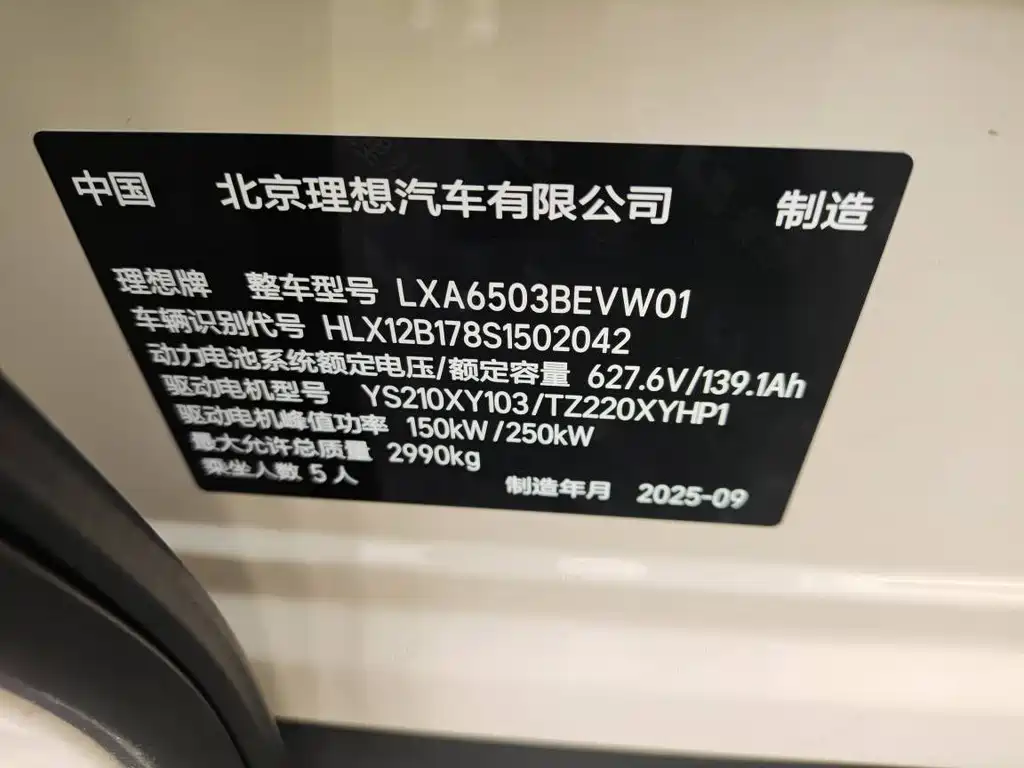 中国 北京理想汽车有限公司 制造
理想牌 整车型号 LXA6503BEVW01
车辆识别代号 HLX12B178S1502042
动力电池系统额定电压/额定容量 627.6V/139.1Ah
驱动电机型号 YS210XY103/TZ220XYHP1
驱动电机峰值功率 150kW/250kW
最大允许总质量 2990kg
乘坐人数 5人 制造年月 2025-09